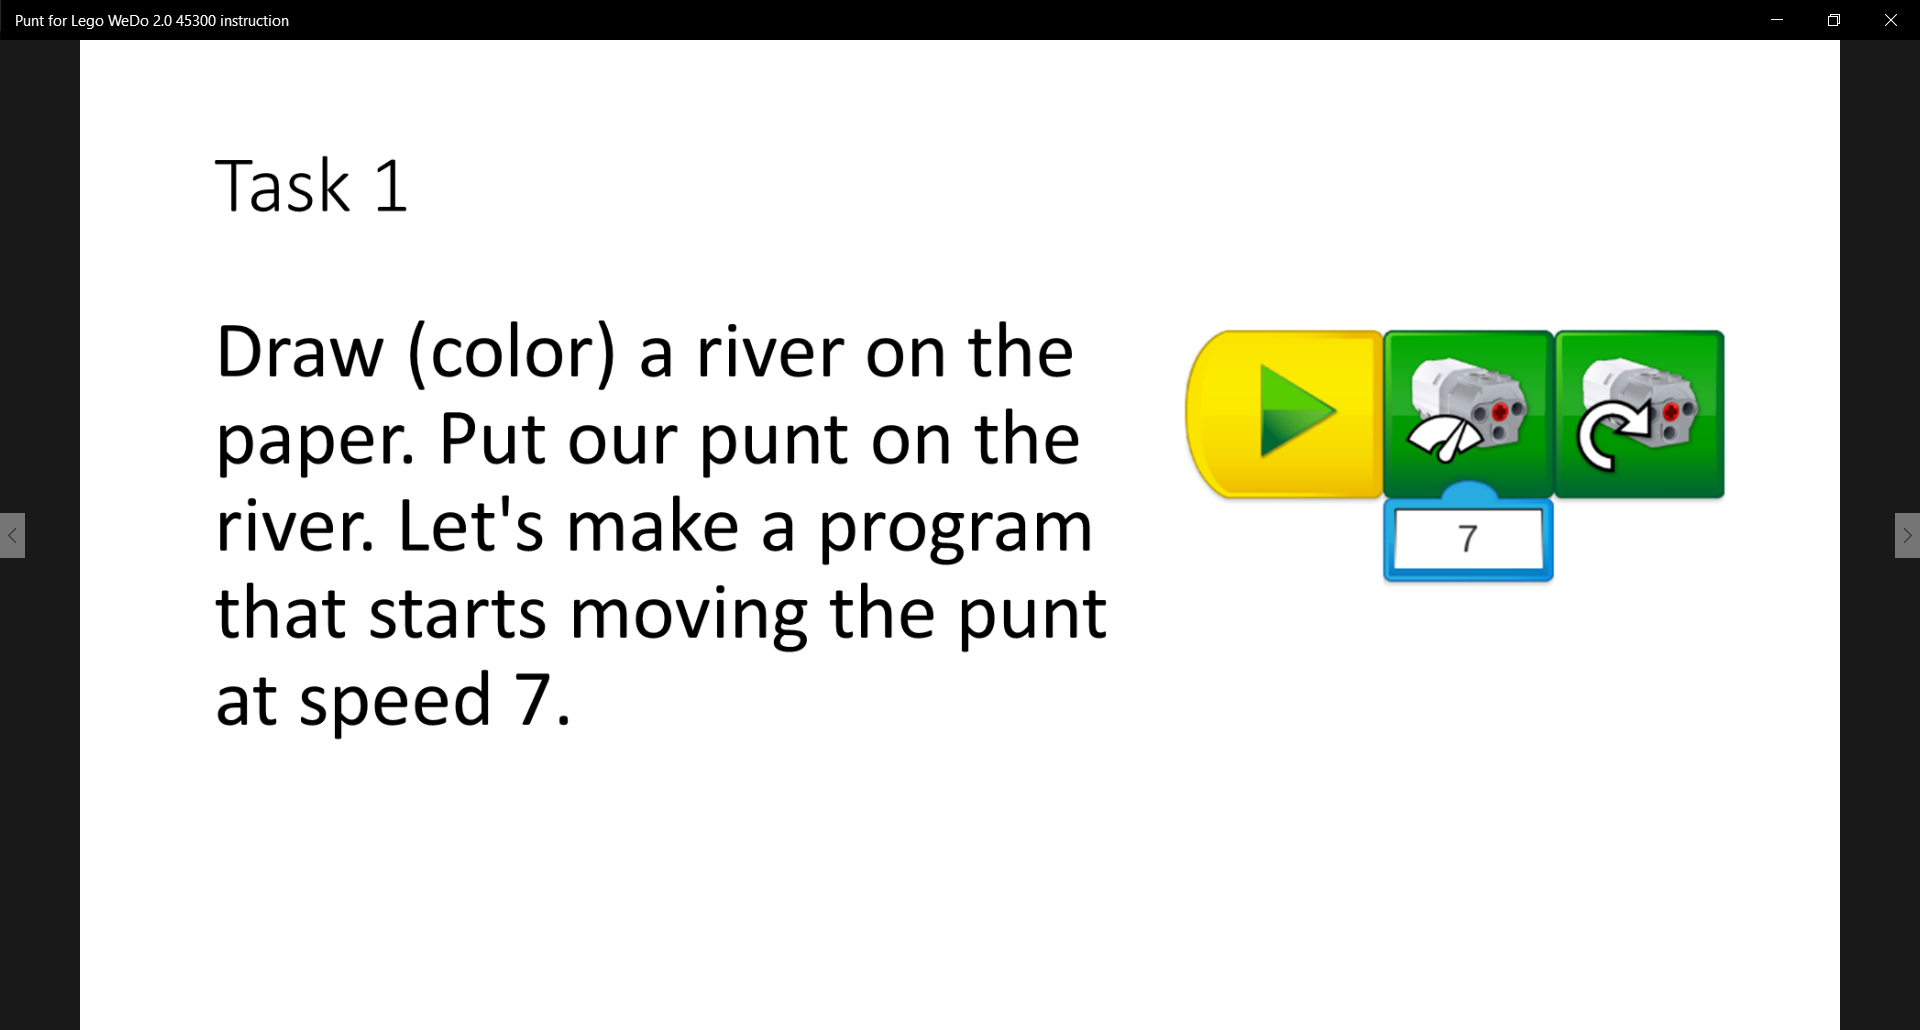 Punt for Lego WeDo 2.0 45300 instruction
Task 1
Draw (color) a river on the
paper. Put our punt on the
river. Let's make a program
that starts moving the punt
at speed 7.
7